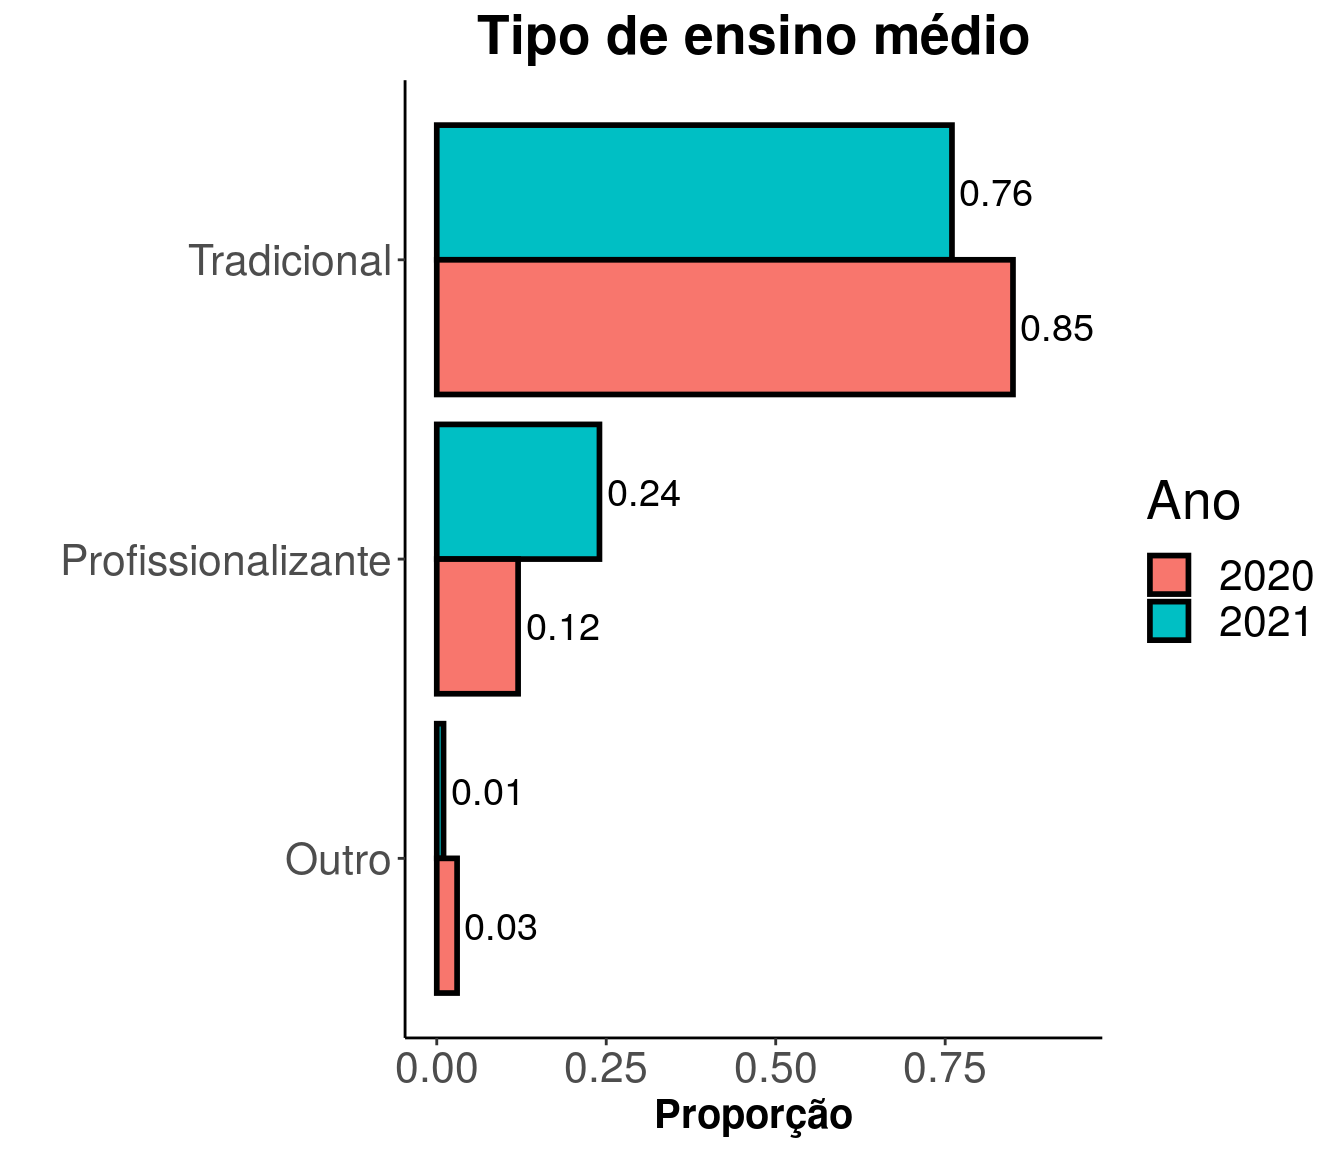 Tipo de ensino médio
0.76
Tradicional
0.85
0.24
Profissionalizante
0.12
0.01
Outro
0.03
0.00 0.25 0.50 0.75
Proporção
Ano
2020
2021